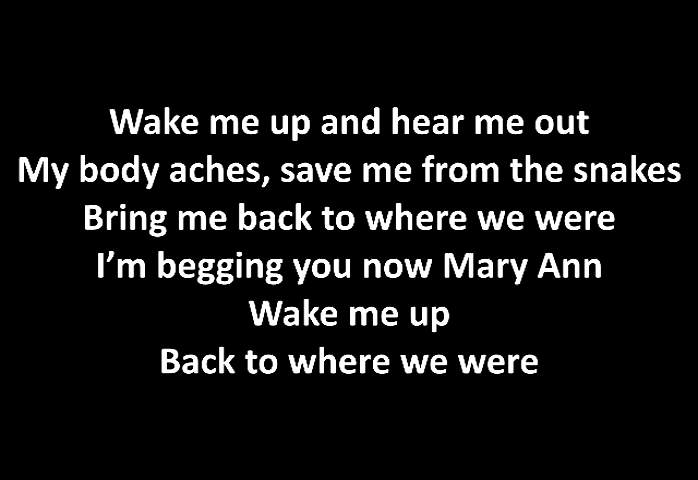 Wake me up and hear me out
My body aches, save me from the snakes
Bring me back to where we were
I’m begging you now Mary Ann
Wake me up
Back to where we were